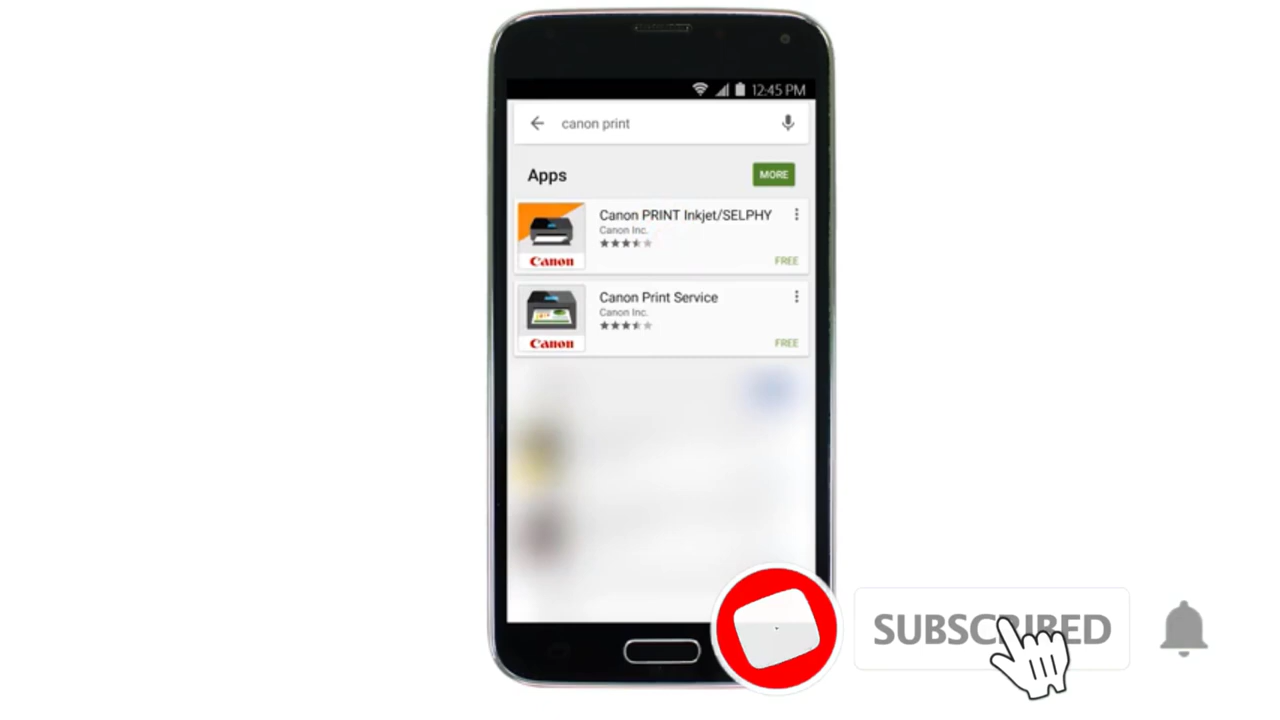 12:45 PM
canon print
Apps
MORE
Canon PRINT Inkjet/SELPHY
Canon Inc.
FREE
Canon
Canon Print Service
Canon Inc.
FREE
Canon
SUBSCRIBED